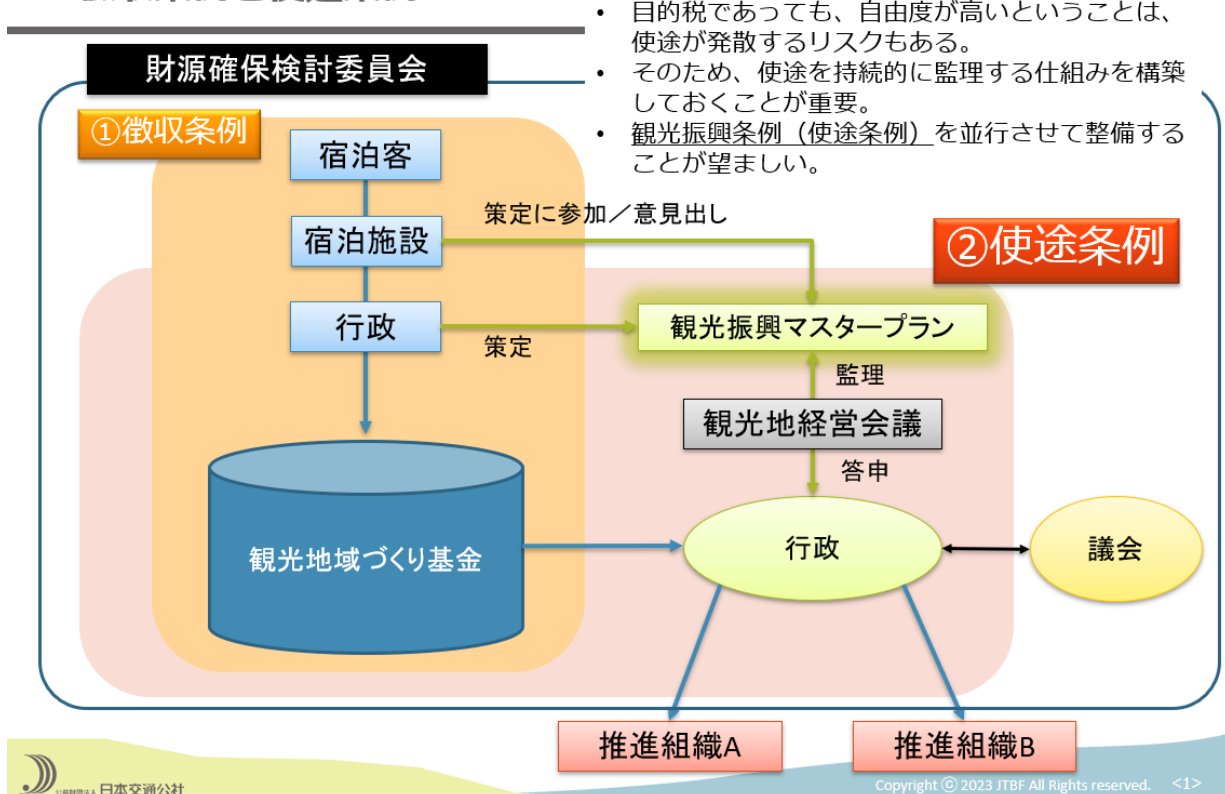 ・ 目的税であっても、自由度が高いということは、
使途が発散するリスクもある。
・ そのため、使途を持続的に監理する仕組みを構築
しておくことが重要。
・ 観光振興条例（使途条例）を並行させて整備する
ことが望ましい。
財源確保検討委員会
①徴収条例
宿泊客
策定に参加／意見出し
宿泊施設
②使途条例
行政
策定
観光振興マスタープラン
監理
観光地経営会議
答申
観光地域づくり基金
行政
議会
推進組織A
推進組織B
公益財団法人 日本交通公社
Copyright ⓒ 2023 JTBF All Rights reserved. <1>